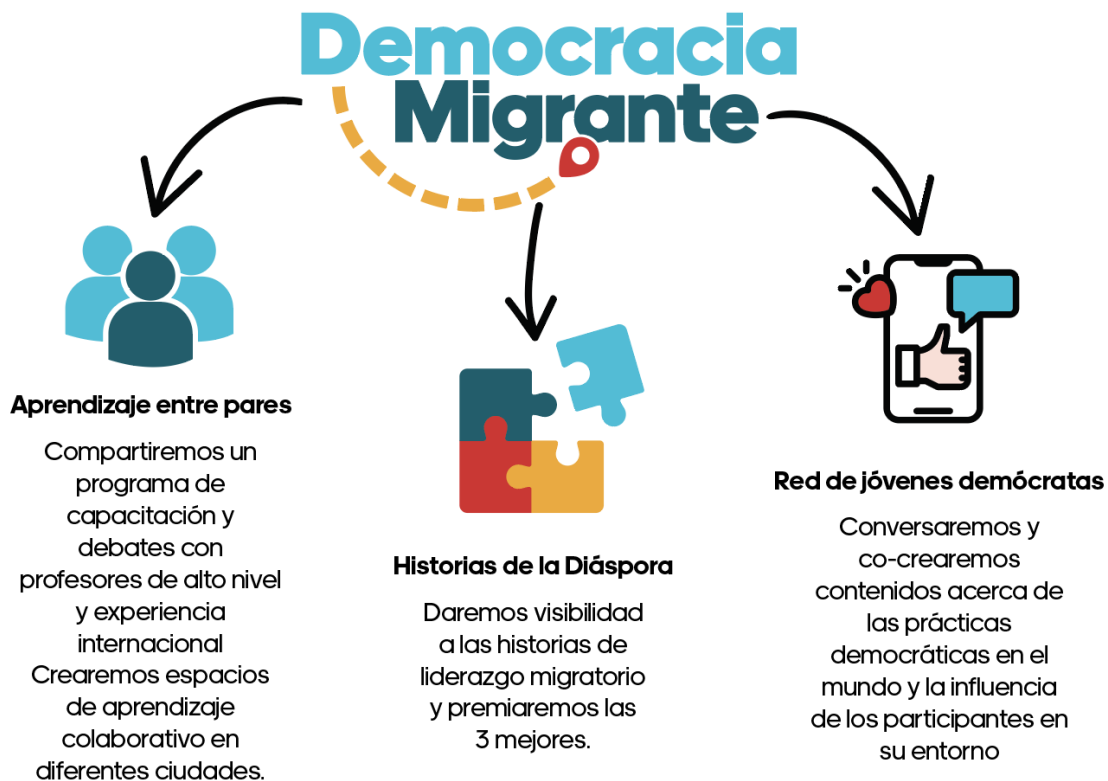 Democracia
Migrante
Aprendizaje entre pares
Compartiremos un
programa de
capacitación y
debates con
profesores de alto nivel
y experiencia
internacional
Crearemos espacios
de aprendizaje
colaborativo en
diferentes ciudades.
Historias de la Diáspora
Daremos visibilidad
a las historias de
liderazgo migratorio
y premiaremos las
3 mejores.
Red de jóvenes demócratas
Conversaremos y
co-crearemos
contenidos acerca de
las prácticas
democráticas en el
mundo y la influencia
de los participantes en
su entorno